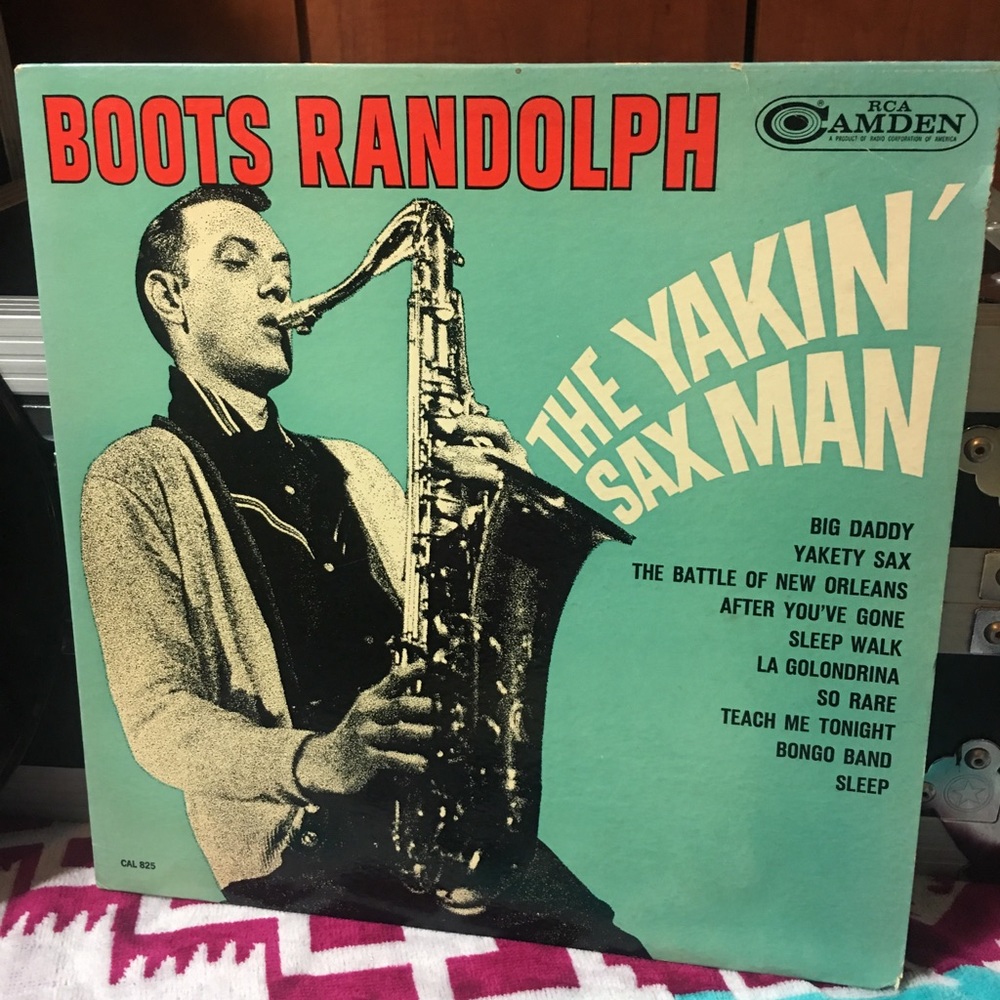 BOOTS RANDOLPH
RCA
CAMDEN
®
A PRODUCT OF RADIO CORPORATION OF AMERICA
THE YAKIN'
SAX MAN
BIG DADDY
YAKETY SAX
THE BATTLE OF NEW ORLEANS
AFTER YOU'VE GONE
SLEEP WALK
LA GOLONDRINA
SO RARE
TEACH ME TONIGHT
BONGO BAND
SLEEP
CAL 825